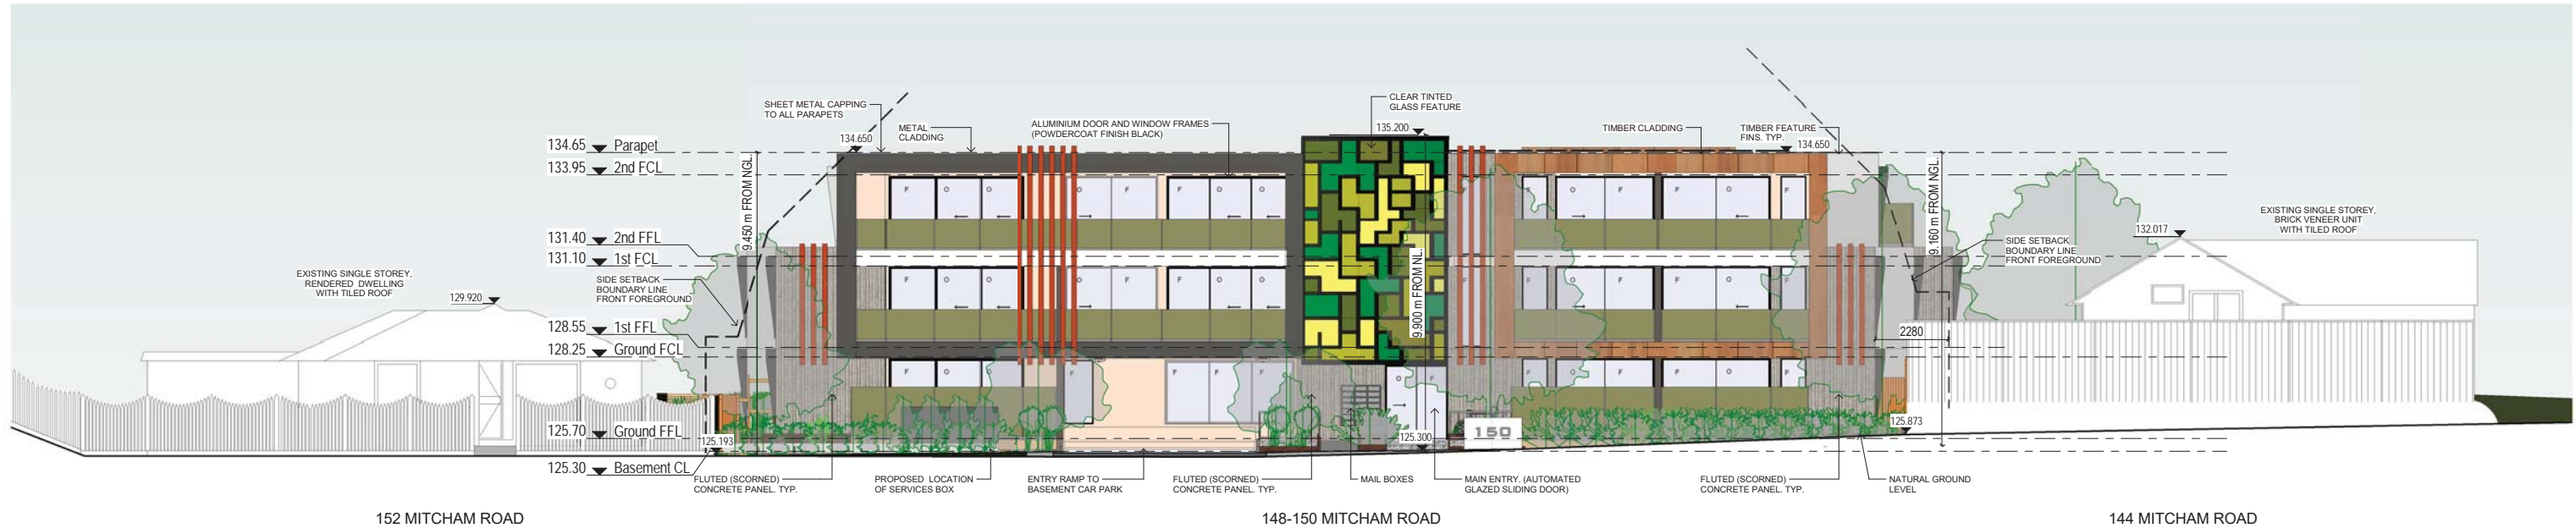 SHEET METAL CAPPING
TO ALL PARAPETS
METAL
CLADDING
ALUMINIUM DOOR AND WINDOW FRAMES
(POWDERCOAT FINISH BLACK)
CLEAR TINTED
GLASS FEATURE
TIMBER CLADDING
TIMBER FEATURE
FINS. TYP.
134.650
135.200
134.650
134.65 Parapet
133.95 2nd FCL
131.40 2nd FFL
131.10 1st FCL
128.55 1st FFL
128.25 Ground FCL
125.70 Ground FFL
125.30 Basement CL
9.450 m FROM NGL.
9.900 m FROM NL.
9.160 m FROM NGL.
EXISTING SINGLE STOREY,
RENDERED DWELLING
WITH TILED ROOF
129.920
SIDE SETBACK
BOUNDARY LINE
FRONT FOREGROUND
SIDE SETBACK
BOUNDARY LINE
FRONT FOREGROUND
132.017
EXISTING SINGLE STOREY,
BRICK VENEER UNIT
WITH TILED ROOF
2280
F O O O F F O O F O F F O F
F O O O F F O O F F O F F O F
F O F F F F F O F F O F F O F
125.193
125.300
150
125.873
FLUTED (SCORNED)
CONCRETE PANEL. TYP.
PROPOSED LOCATION
OF SERVICES BOX
ENTRY RAMP TO
BASEMENT CAR PARK
FLUTED (SCORNED)
CONCRETE PANEL. TYP.
MAIL BOXES
MAIN ENTRY. (AUTOMATED
GLAZED SLIDING DOOR)
FLUTED (SCORNED)
CONCRETE PANEL. TYP.
NATURAL GROUND
LEVEL
152 MITCHAM ROAD
148-150 MITCHAM ROAD
144 MITCHAM ROAD